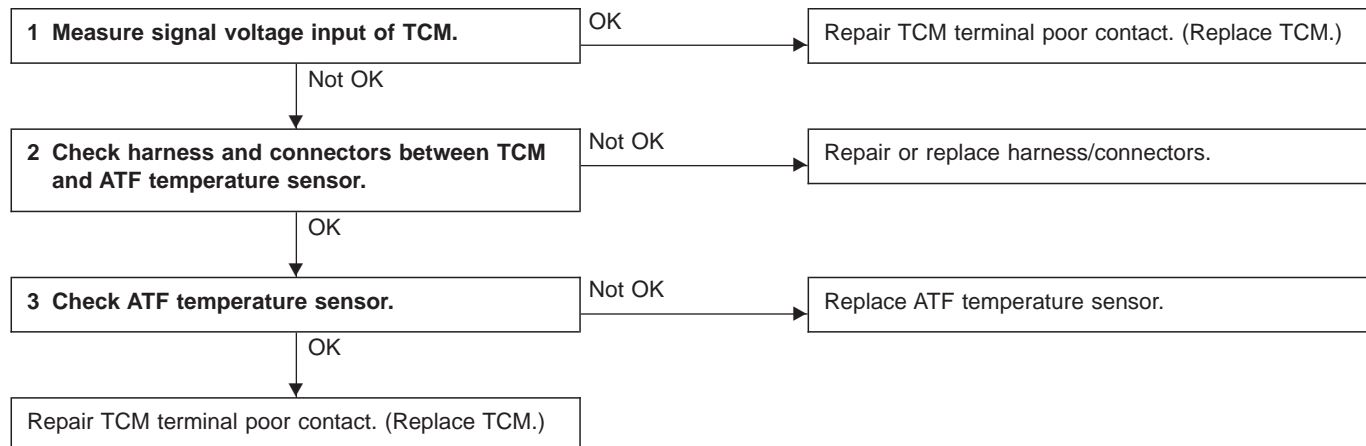 1 Measure signal voltage input of TCM.
OK
Repair TCM terminal poor contact. (Replace TCM.)
Not OK
2 Check harness and connectors between TCM
and ATF temperature sensor.
Not OK
Repair or replace harness/connectors.
OK
3 Check ATF temperature sensor.
Not OK
Replace ATF temperature sensor.
OK
Repair TCM terminal poor contact. (Replace TCM.)